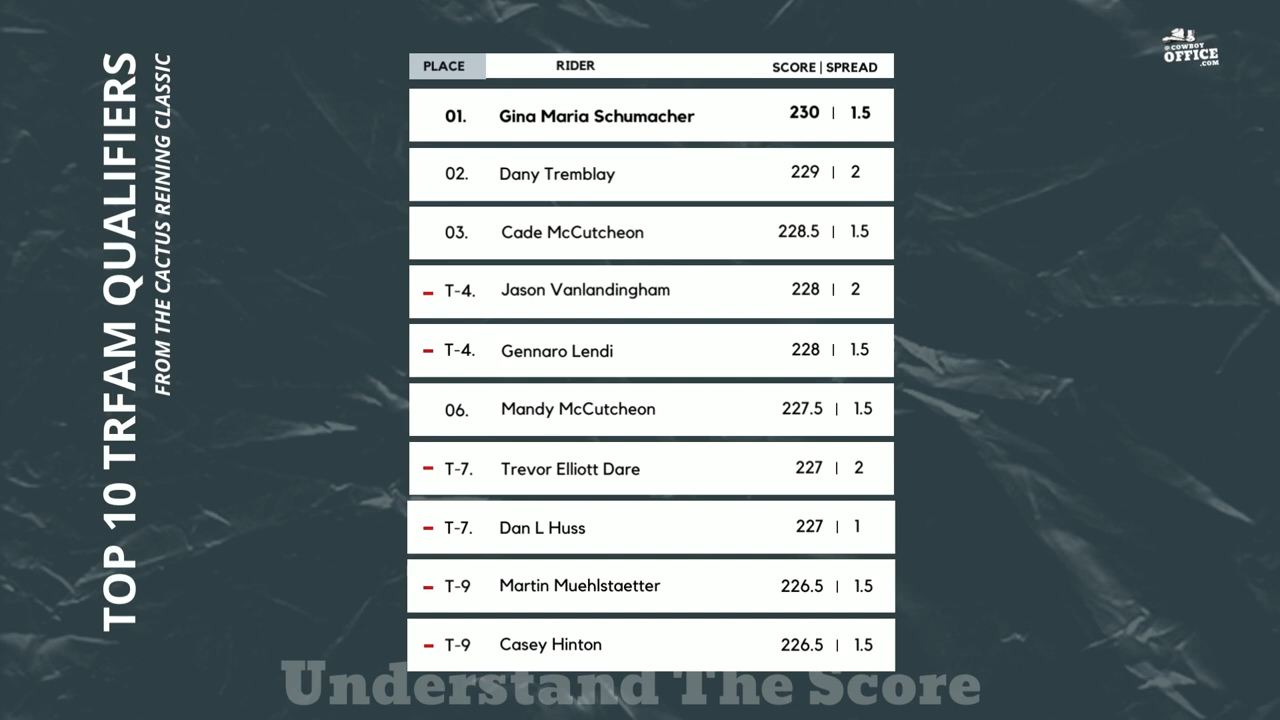 TOP 10 TRFAM QUALIFIERS
FROM THE CACTUS REINING CLASSIC
COWBOY
OFFICE
.COM
PLACE RIDER SCORE | SPREAD
01. Gina Maria Schumacher 230 | 1.5
02. Dany Tremblay 229 | 2
03. Cade McCutcheon 228.5 | 1.5
– T-4. Jason Vanlandingham 228 | 2
– T-4. Gennaro Lendi 228 | 1.5
06. Mandy McCutcheon 227.5 | 1.5
– T-7. Trevor Elliott Dare 227 | 2
– T-7. Dan L Huss 227 | 1
– T-9 Martin Muehlstaetter 226.5 | 1.5
– T-9 Casey Hinton 226.5 | 1.5
Understand The Score